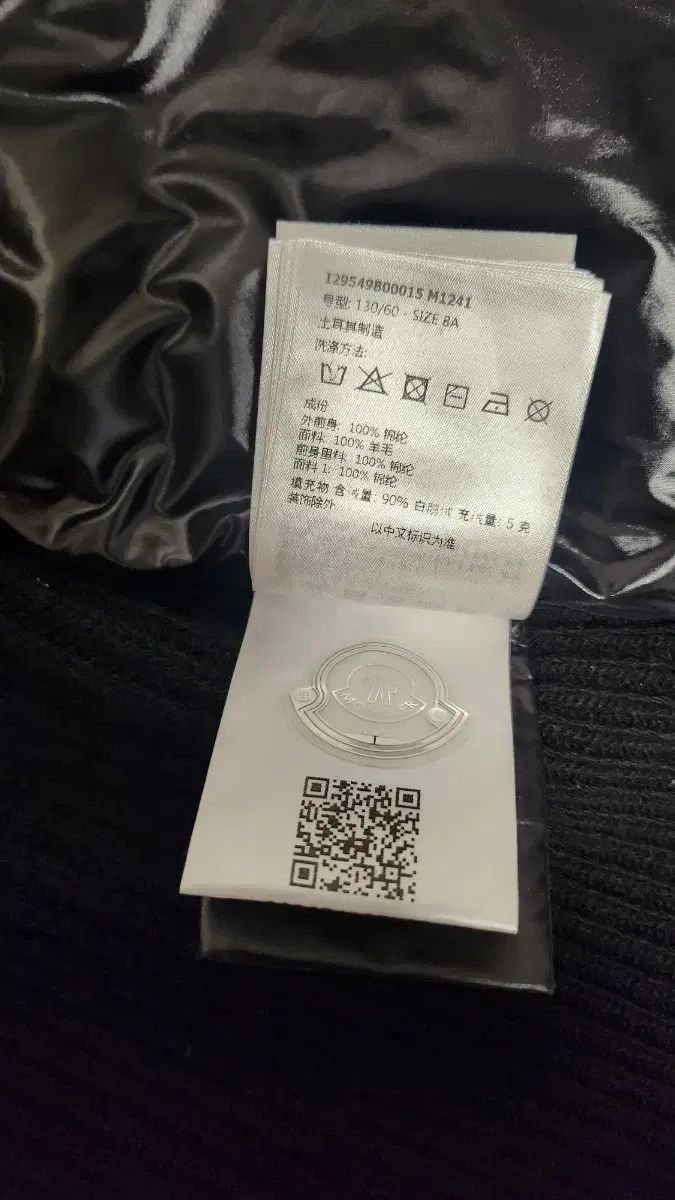 I29549B00015 M1241
号型: 130/60 - SIZE 8A
土耳其制造
洗涤方法:
成份
外前身: 100% 锦纶
面料: 100% 羊毛
前身里料: 100% 锦纶
面料 1: 100% 锦纶
填充物 含绒量: 90% 白羽绒 充绒量: 5 克
装饰除外
以中文标识为准